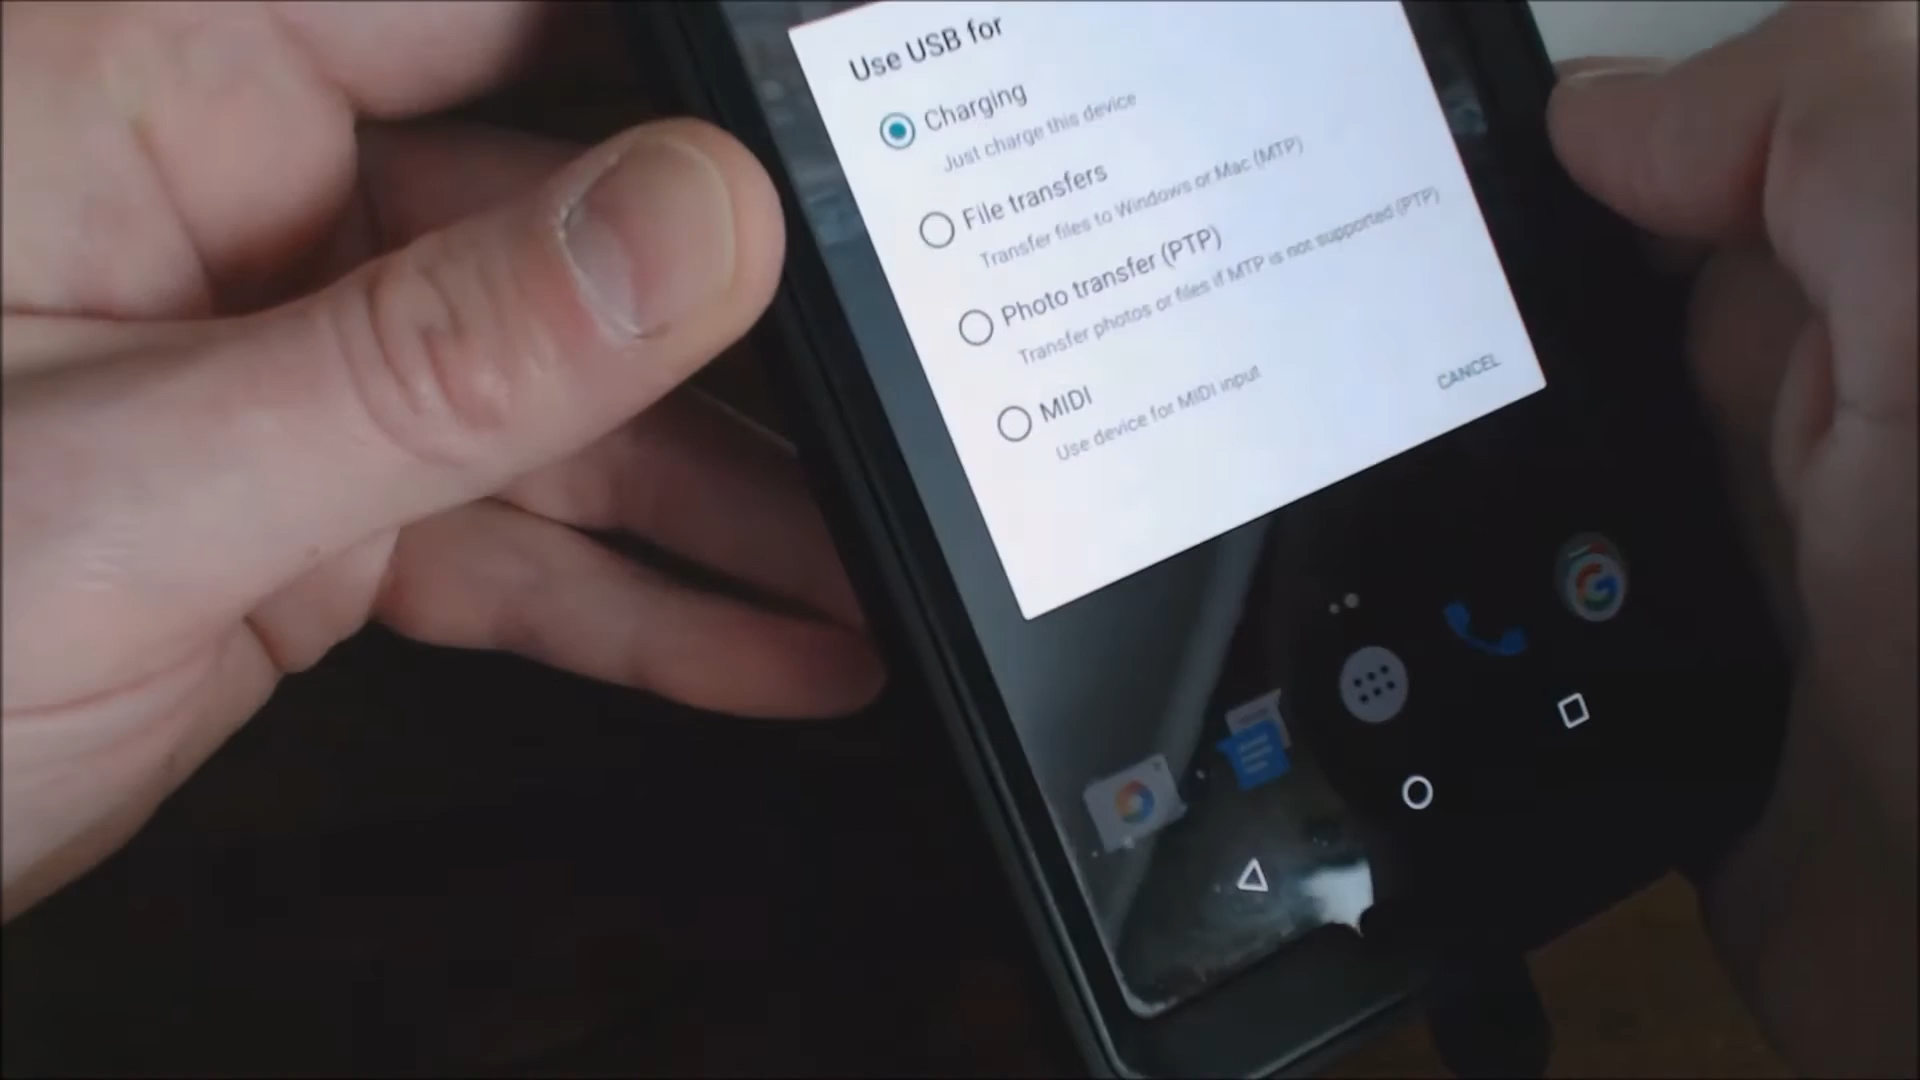 Use USB for
Charging
Just charge this device
File transfers
Transfer files to Windows or Mac (MTP)
Photo transfer (PTP)
Transfer photos or files if MTP is not supported (PTP)
MIDI
Use device for MIDI input
CANCEL
G